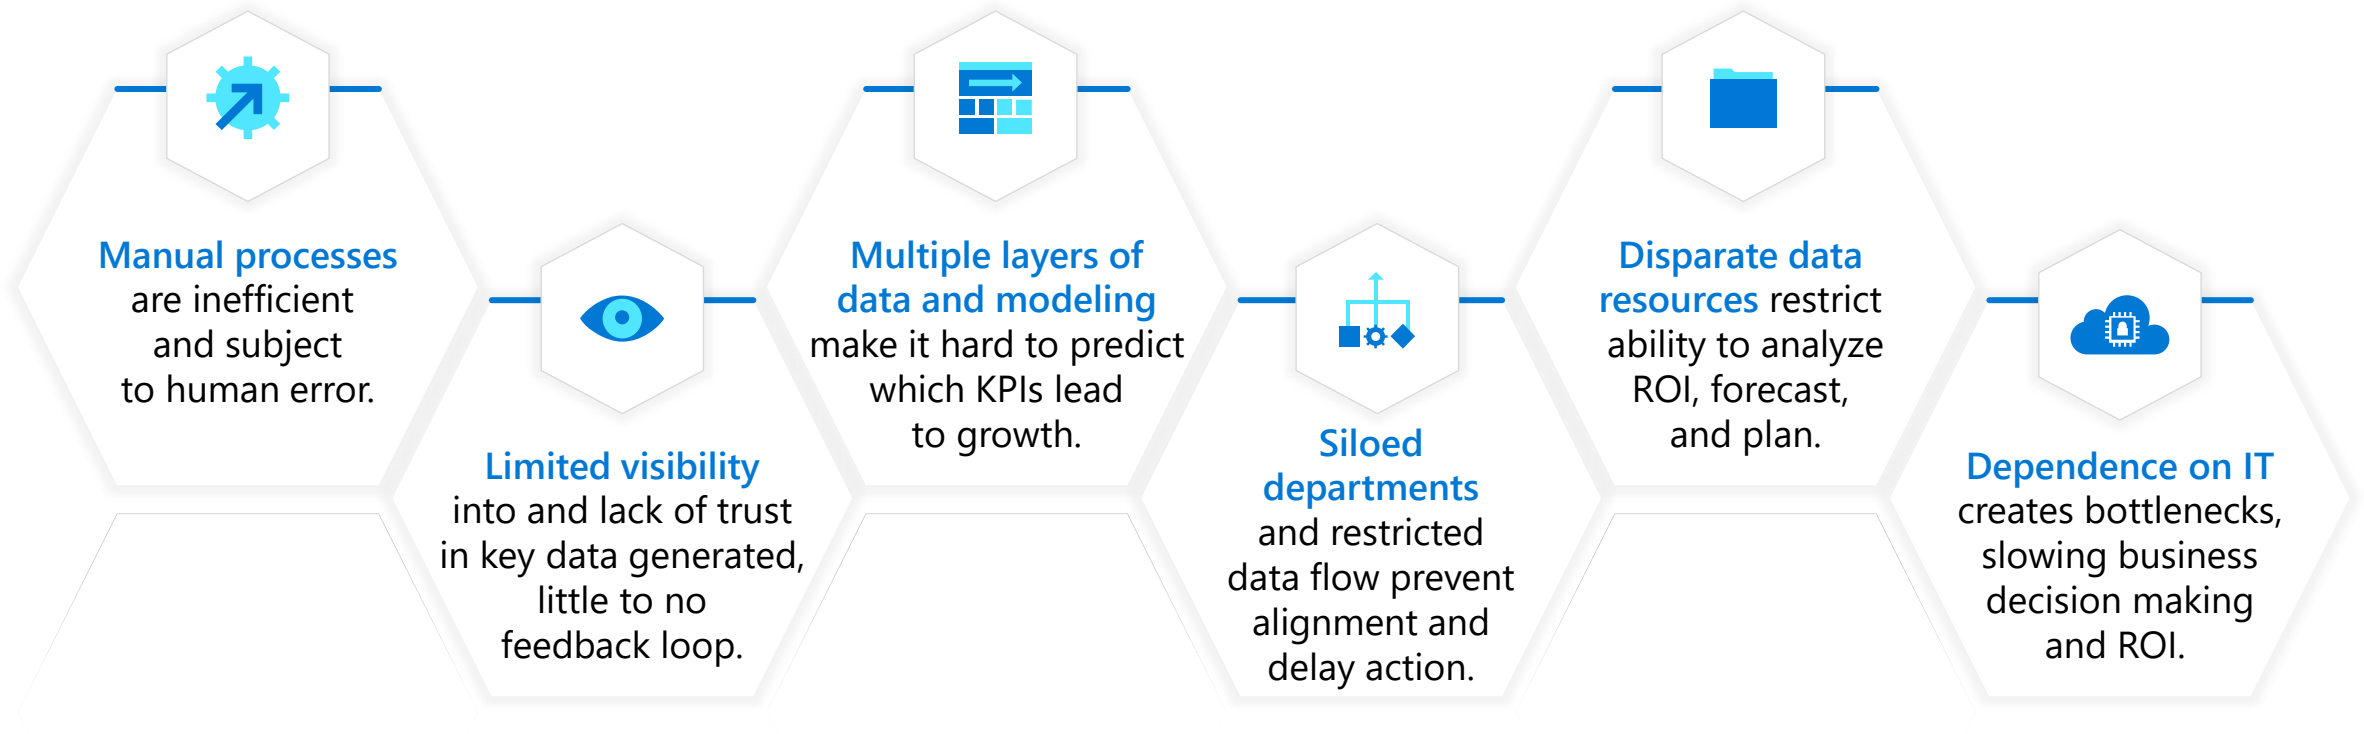 Manual processes
are inefficient
and subject
to human error.
Limited visibility
into and lack of trust
in key data generated,
little to no
feedback loop.
Multiple layers of
data and modeling
make it hard to predict
which KPIs lead
to growth.
Siloed
departments
and restricted
data flow prevent
alignment and
delay action.
Disparate data
resources restrict
ability to analyze
ROI, forecast,
and plan.
Dependence on IT
creates bottlenecks,
slowing business
decision making
and ROI.